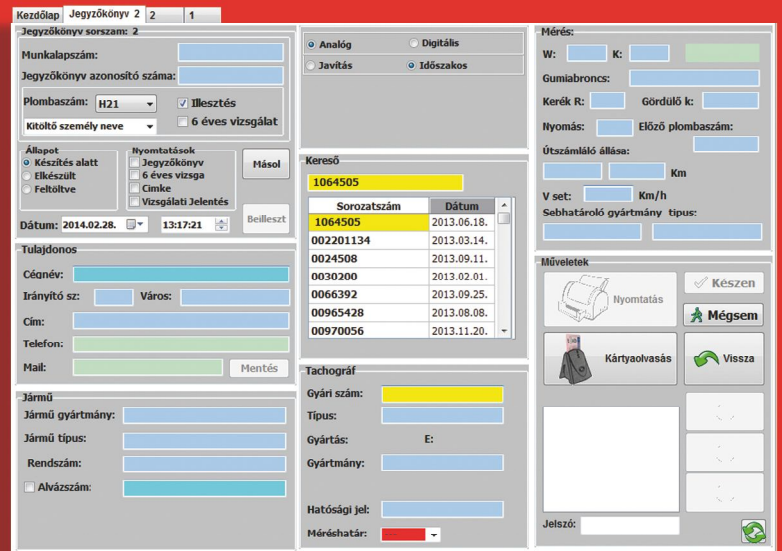 Kezdőlap Jegyzőkönyv 2 2 1
Jegyzőkönyv sorszám: 2
Munkalapszám:
Jegyzőkönyv azonosító száma:
Plombaszám: H21 Illesztés
Kitöltő személy neve 6 éves vizsgálat
Állapot
Készítés alatt
Elkészült
Feltöltve
Nyomtatások
Jegyzőkönyv
6 éves vizsga
Cimke
Vizsgálati Jelentés
Másol
Beilleszt
Dátum: 2014.02.28. 13:17:21
Tulajdonos
Cégnév:
Irányító sz: Város:
Cím:
Telefon:
Mail: Mentés
Jármű
Jármű gyártmány:
Jármű típus:
Rendszám:
Alvázszám:
Analóg Digitális
Javítás Időszakos
Kereső
1064505
Sorozatszám Dátum
1064505 2013.06.18.
002201134 2013.03.14.
0024508 2013.09.11.
0030200 2013.02.01.
0066392 2013.09.25.
00965428 2013.08.08.
00970056 2013.11.20.
Tachográf
Gyári szám:
Típus:
Gyártás: E:
Gyártmány:
Hatósági jel:
Méréshatár:
Mérés:
W: K:
Gumiabroncs:
Kerék R: Gördülő k:
Nyomás: Előző plombaszám:
Útszámláló állása:
Km
V set: Km/h
Sebhatároló gyártmány tipus:
Műveletek
Nyomtatás
Készen
Mégsem
Kártyaolvasás
Vissza
Jelszó: